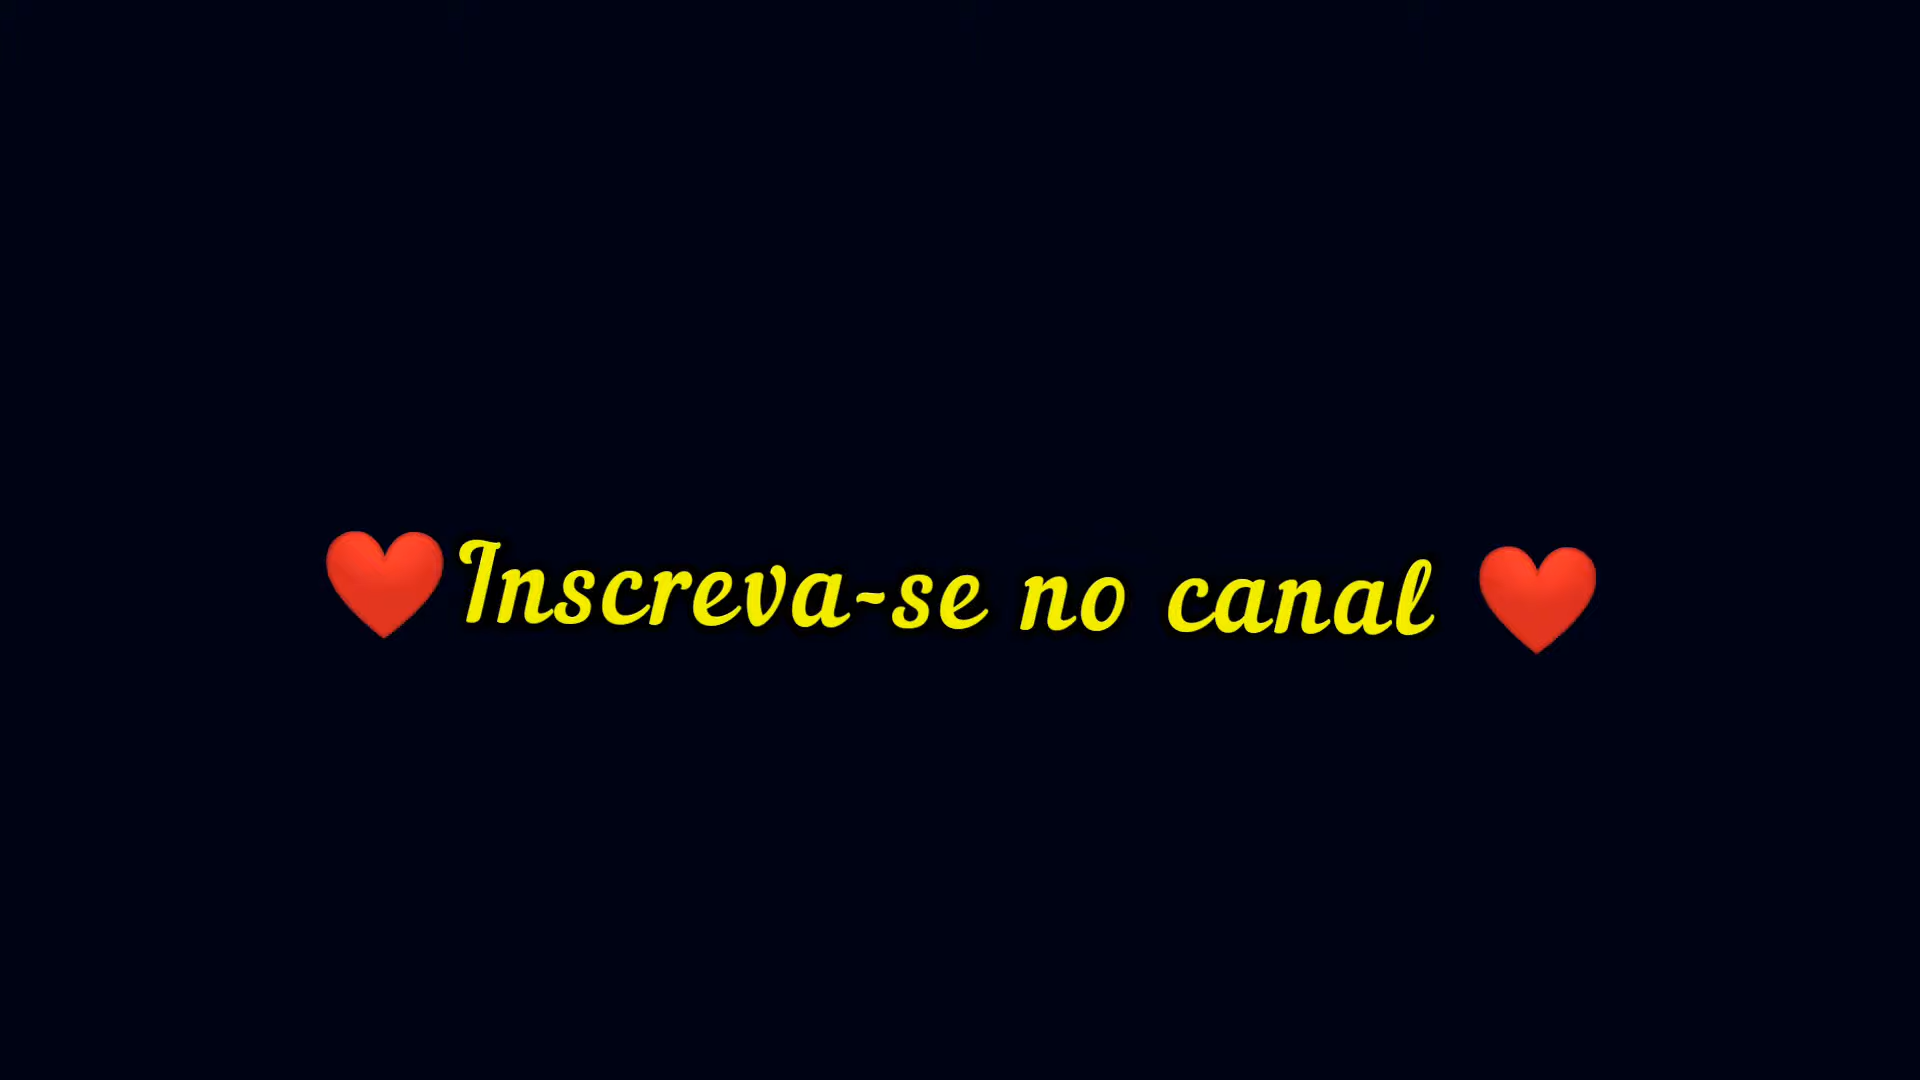 ❤️Inscreva-se no canal ❤️